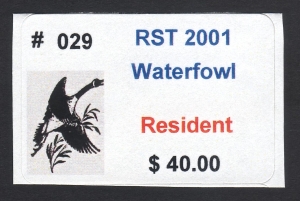 # 029
RST 2001
Waterfowl
Resident
$ 40.00